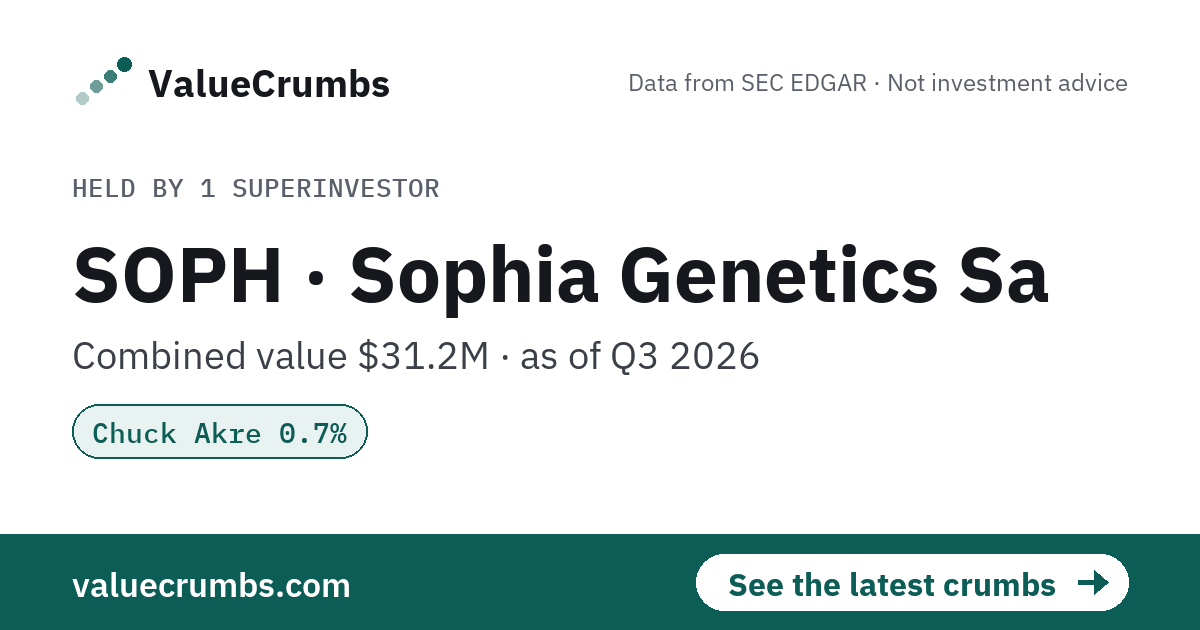 ValueCrumbs
Data from SEC EDGAR · Not investment advice
HELD BY 1 SUPERINVESTOR
SOPH · Sophia Genetics Sa
Combined value $31.2M · as of Q3 2026
Chuck Akre 0.7%
valuecrumbs.com
See the latest crumbs